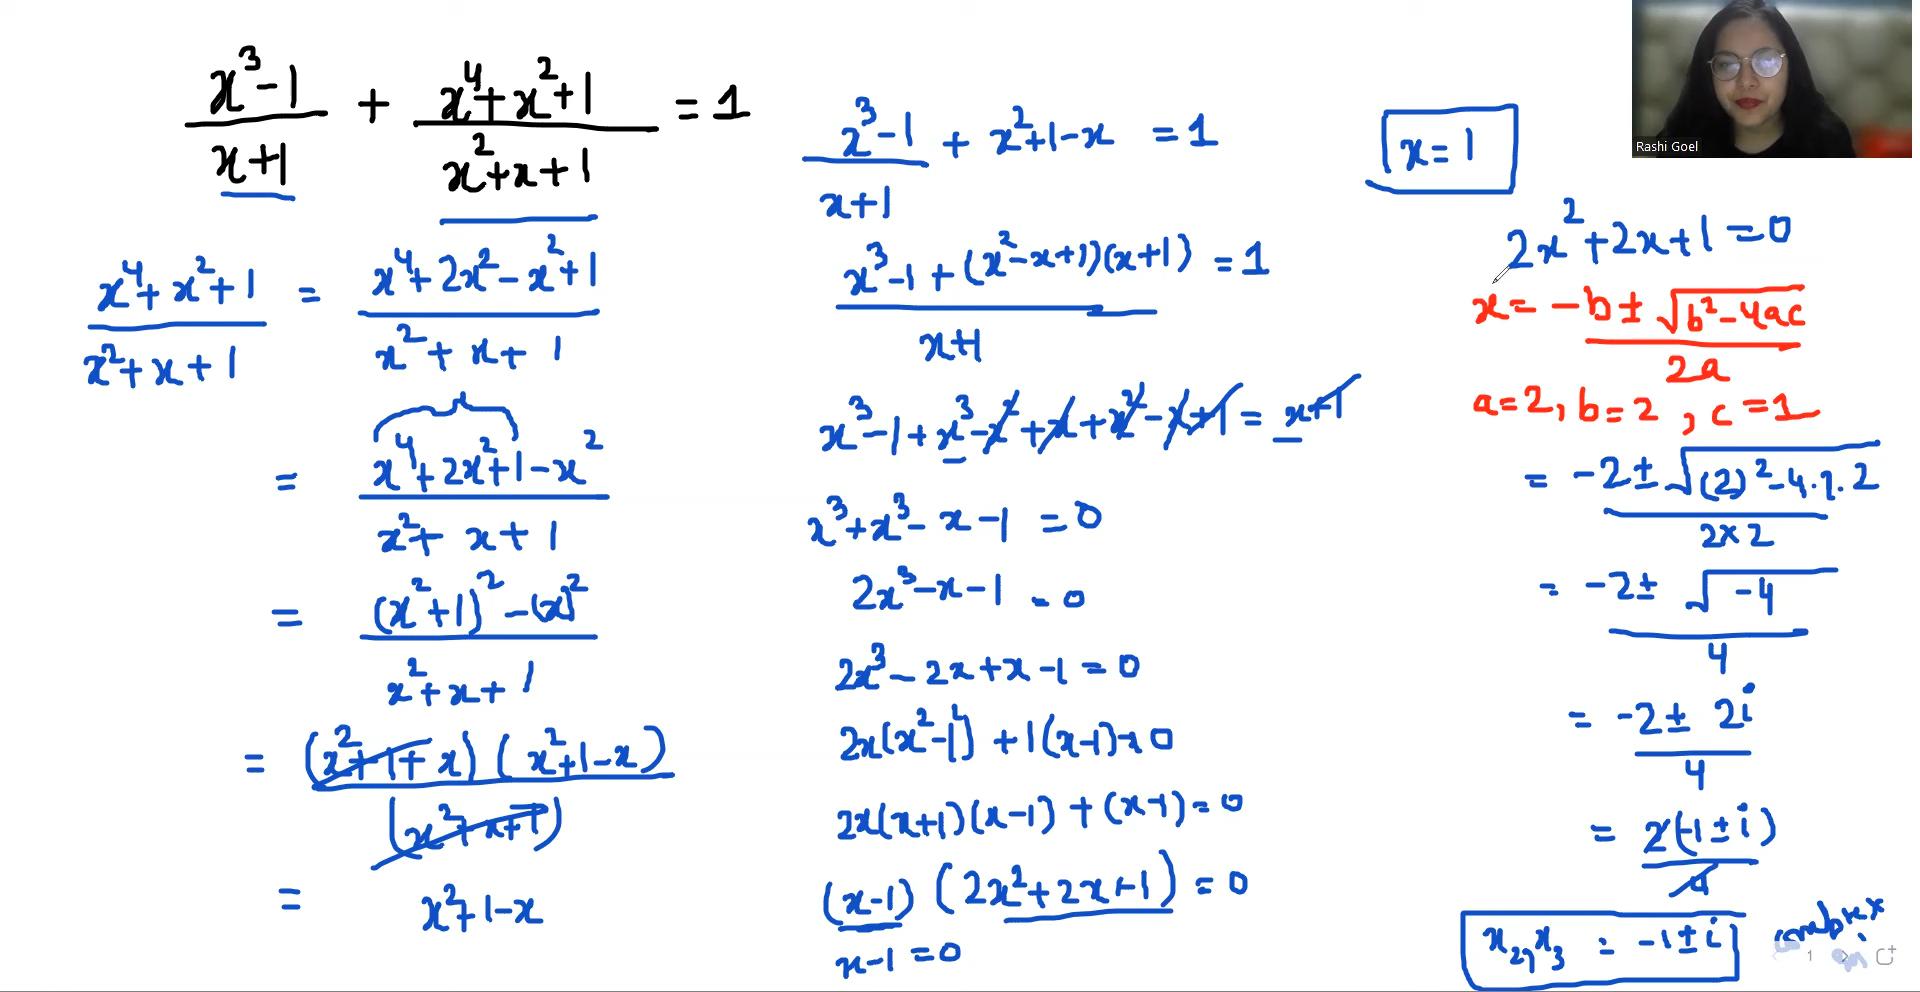 x³-1/x+1 + x⁴+x²+1/x²+x+1 = 1
x⁴+x²+1/x²+x+1 = x⁴+2x²-x²+1/x²+x+1
= x⁴+2x²+1-x²/x²+x+1
= (x²+1)²-(x)²/x²+x+1
= (x²+1+x)(x²+1-x)/(x²+x+1)
= x²+1-x
x³-1/x+1 + x²+1-x = 1
x³-1+(x²-x+1)(x+1)/x+1 = 1
x³-1+x³-x²+x+x²-x+1 = x+1
x³+x³-x-1 = 0
2x³-x-1 = 0
2x³-2x+x-1 = 0
2x(x²-1²)+1(x-1) = 0
2x(x+1)(x-1)+(x-1) = 0
(x-1)(2x²+2x+1) = 0
x-1 = 0
x = 1
2x²+2x+1 = 0
x = -b±√b²-4ac/2a
a=2, b=2, c=1
= -2±√(2)²-4.1.2/2×2
= -2±√-4/4
= -2±2i/4
= 2(-1±i)/4
x₂, x₃ = -1±i
complex
Rashi Goel
1